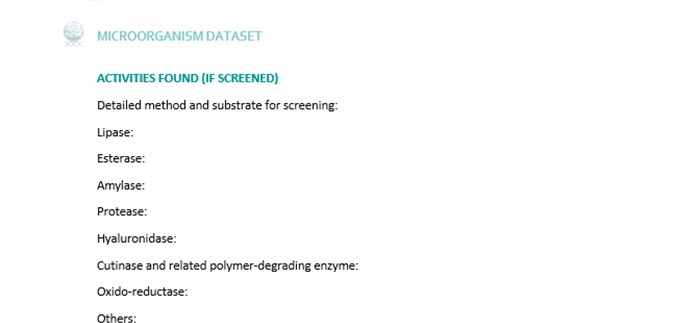 MICROORGANISM DATASET
ACTIVITIES FOUND (IF SCREENED)
Detailed method and substrate for screening:
Lipase:
Esterase:
Amylase:
Protease:
Hyaluronidase:
Cutinase and related polymer-degrading enzyme:
Oxido-reductase:
Others: